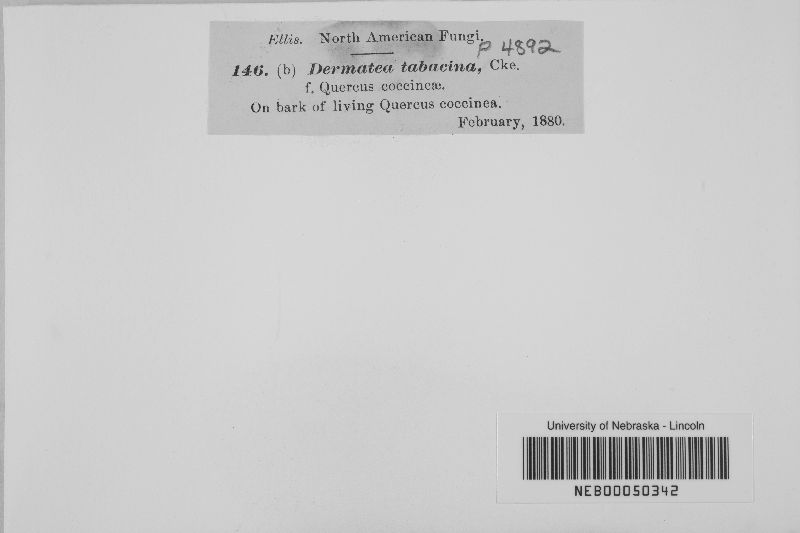 Ellis. North American Fungi.
P 4892
146. (b) Dermatea tabacina, Cke.
f. Quercus coccineæ.
On bark of living Quercus coccinea.
February, 1880.
University of Nebraska - Lincoln
NEB00050342